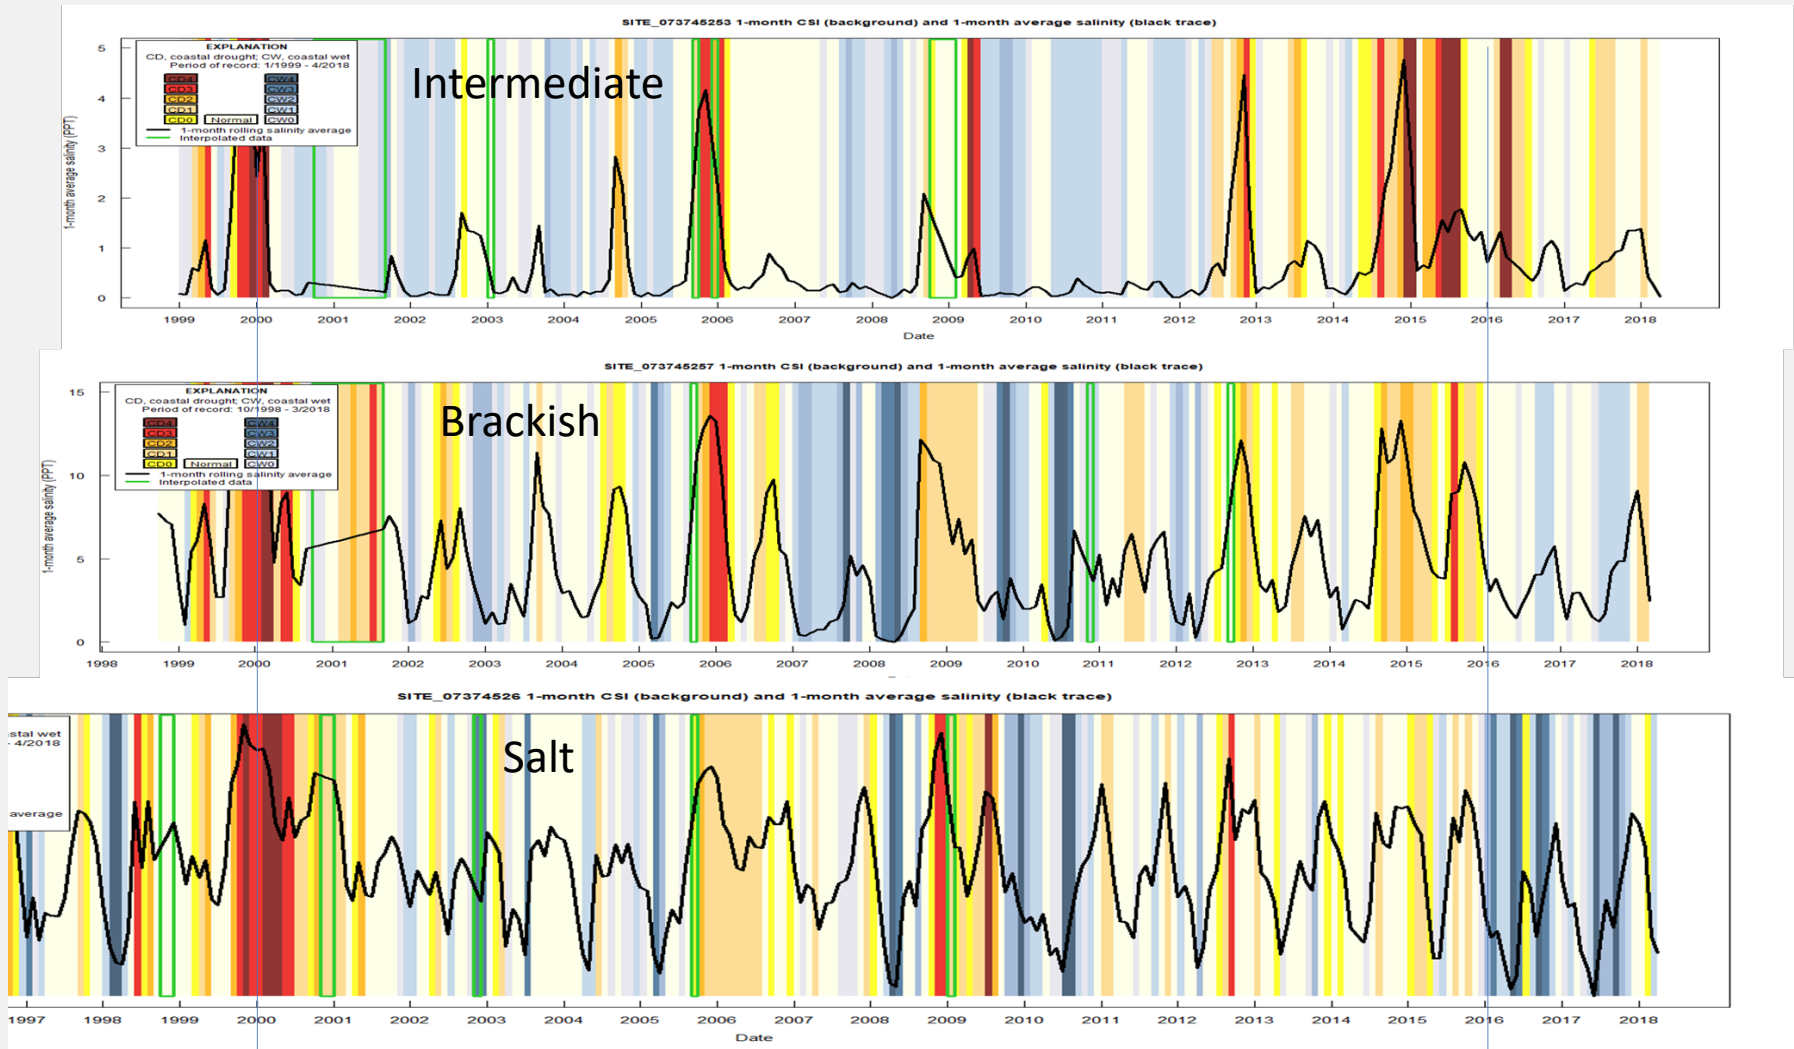 SITE_073745253 1-month CSI (background) and 1-month average salinity (black trace)
EXPLANATION
CD, coastal drought; CW, coastal wet
Period of record: 1/1999 - 4/2018
CD4 CW4
CD3 CW3
CD2 CW2
CD1 CW1
CD0 Normal CW0
1-month rolling salinity average
Interpolated data
Intermediate
1-month average salinity (PPT)
5
4
3
2
1
0
1999 2000 2001 2002 2003 2004 2005 2006 2007 2008 2009 2010 2011 2012 2013 2014 2015 2016 2017 2018
Date
SITE_073745257 1-month CSI (background) and 1-month average salinity (black trace)
EXPLANATION
CD, coastal drought; CW, coastal wet
Period of record: 10/1998 - 3/2018
CD4 CW4
CD3 CW3
CD2 CW2
CD1 CW1
CD0 Normal CW0
1-month rolling salinity average
Interpolated data
Brackish
1-month average salinity (PPT)
15
10
5
0
1998 1999 2000 2001 2002 2003 2004 2005 2006 2007 2008 2009 2010 2011 2012 2013 2014 2015 2016 2017 2018
SITE_07374526 1-month CSI (background) and 1-month average salinity (black trace)
stal wet
- 4/2018
average
Salt
1997 1998 1999 2000 2001 2002 2003 2004 2005 2006 2007 2008 2009 2010 2011 2012 2013 2014 2015 2016 2017 2018
Date